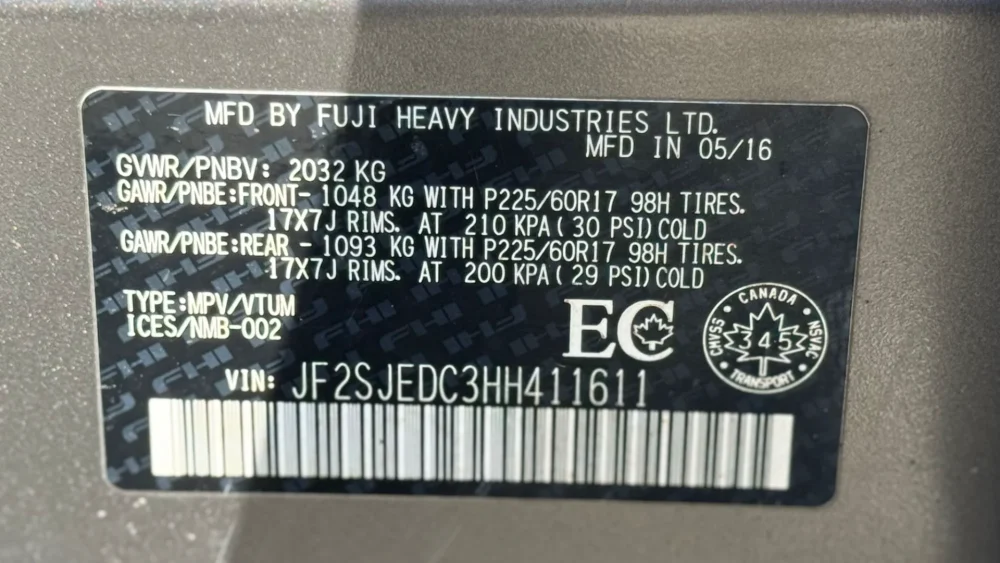 MFD BY FUJI HEAVY INDUSTRIES LTD.
MFD IN 05/16
GVWR/PNBV: 2032 KG
GAWR/PNBE:FRONT- 1048 KG WITH P225/60R17 98H TIRES.
17X7J RIMS. AT 210 KPA(30 PSI)COLD
GAWR/PNBE:REAR - 1093 KG WITH P225/60R17 98H TIRES.
17X7J RIMS. AT 200 KPA(29 PSI)COLD
TYPE:MPV/VTUM
ICES/NMB-002
EC
CANADA
CMVSS 345 NSVAC
TRANSPORT
VIN: JF2SJEDC3HH411611